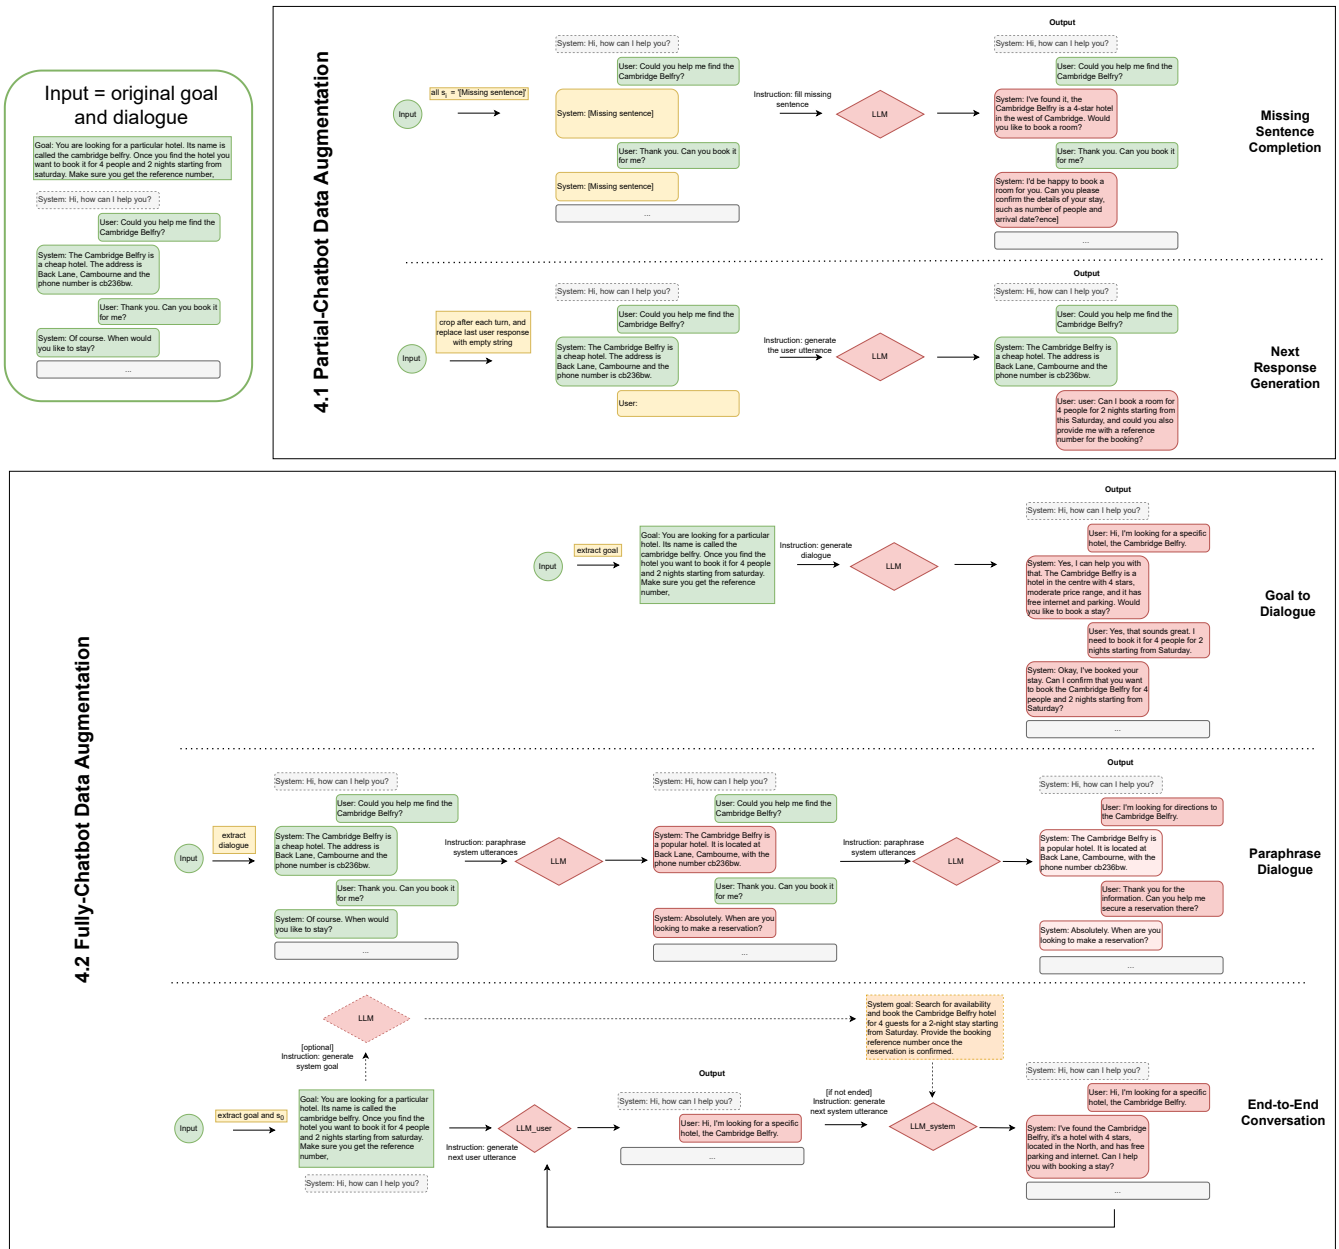 Input = original goal
and dialogue
Goal: You are looking for a particular hotel. Its name is
called the cambridge belfry. Once you find the hotel you
want to book it for 4 people and 2 nights starting from
saturday. Make sure you get the reference number,
System: Hi, how can I help you?
User: Could you help me find the
Cambridge Belfry?
System: The Cambridge Belfry is
a cheap hotel. The address is
Back Lane, Cambourne and the
phone number is cb236bw.
User: Thank you. Can you book it
for me?
System: Of course. When would
you like to stay?
...
4.1 Partial-Chatbot Data Augmentation
Input
all s_i = '[Missing sentence]'
System: Hi, how can I help you?
User: Could you help me find the
Cambridge Belfry?
System: [Missing sentence]
User: Thank you. Can you book it
for me?
System: [Missing sentence]
...
Instruction: fill missing
sentence
LLM
Output
System: Hi, how can I help you?
User: Could you help me find the
Cambridge Belfry?
System: I've found it, the
Cambridge Belfry is a 4-star hotel
in the west of Cambridge. Would
you like to book a room?
User: Thank you. Can you book it
for me?
System: I'd be happy to book a
room for you. Can you please
confirm the details of your stay,
such as number of people and
arrival date?ence]
...
Missing
Sentence
Completion
Input
crop after each turn, and
replace last user response
with empty string
System: Hi, how can I help you?
User: Could you help me find the
Cambridge Belfry?
System: The Cambridge Belfry is
a cheap hotel. The address is
Back Lane, Cambourne and the
phone number is cb236bw.
User:
Instruction: generate
the user utterance
LLM
Output
System: Hi, how can I help you?
User: Could you help me find the
Cambridge Belfry?
System: The Cambridge Belfry is
a cheap hotel. The address is
Back Lane, Cambourne and the
phone number is cb236bw.
User: user: Can I book a room for
4 people for 2 nights starting from
this Saturday, and could you also
provide me with a reference
number for the booking?
Next
Response
Generation
4.2 Fully-Chatbot Data Augmentation
Input
extract goal
Goal: You are looking for a particular
hotel. Its name is called the
cambridge belfry. Once you find the
hotel you want to book it for 4 people
and 2 nights starting from saturday.
Make sure you get the reference
number,
Instruction: generate
dialogue
LLM
Output
System: Hi, how can I help you?
User: Hi, I'm looking for a specific
hotel, the Cambridge Belfry.
System: Yes, I can help you with
that. The Cambridge Belfry is a
hotel in the centre with 4 stars,
moderate price range, and it has
free internet and parking. Would
you like to book a stay?
User: Yes, that sounds great. I
need to book it for 4 people for 2
nights starting from Saturday.
System: Okay, I've booked your
stay. Can I confirm that you want
to book the Cambridge Belfry for 4
people and 2 nights starting from
Saturday?
...
Goal to
Dialogue
Input
extract
dialogue
System: Hi, how can I help you?
User: Could you help me find the
Cambridge Belfry?
System: The Cambridge Belfry is
a cheap hotel. The address is
Back Lane, Cambourne and the
phone number is cb236bw.
User: Thank you. Can you book it
for me?
System: Of course. When would
you like to stay?
...
Instruction: paraphrase
system utterances
LLM
System: Hi, how can I help you?
User: Could you help me find the
Cambridge Belfry?
System: The Cambridge Belfry is
a popular hotel. It is located at
Back Lane, Cambourne, with the
phone number cb236bw.
User: Thank you. Can you book it
for me?
System: Absolutely. When are you
looking to make a reservation?
...
Instruction: paraphrase
system utterances
LLM
Output
System: Hi, how can I help you?
User: I'm looking for directions to
the Cambridge Belfry.
System: The Cambridge Belfry is
a popular hotel. It is located at
Back Lane, Cambourne, with the
phone number cb236bw.
User: Thank you for the
information. Can you help me
secure a reservation there?
System: Absolutely. When are you
looking to make a reservation?
...
Paraphrase
Dialogue
Input
extract goal and s_0
LLM
[optional]
Instruction: generate
system goal
Goal: You are looking for a particular
hotel. Its name is called the
cambridge belfry. Once you find the
hotel you want to book it for 4 people
and 2 nights starting from saturday.
Make sure you get the reference
number,
System: Hi, how can I help you?
Instruction: generate
next user utterance
LLM_user
Output
System: Hi, how can I help you?
User: Hi, I'm looking for a specific
hotel, the Cambridge Belfry.
...
System goal: Search for availability
and book the Cambridge Belfry hotel
for 4 guests for a 2-night stay starting
from Saturday. Provide the booking
reference number once the
reservation is confirmed.
[if not ended]
Instruction: generate
next system utterance
LLM_system
System: Hi, how can I help you?
User: Hi, I'm looking for a specific
hotel, the Cambridge Belfry.
System: I've found the Cambridge
Belfry, it's a hotel with 4 stars,
located in the North, and has free
parking and internet. Can I help
you with booking a stay?
...
End-to-End
Conversation